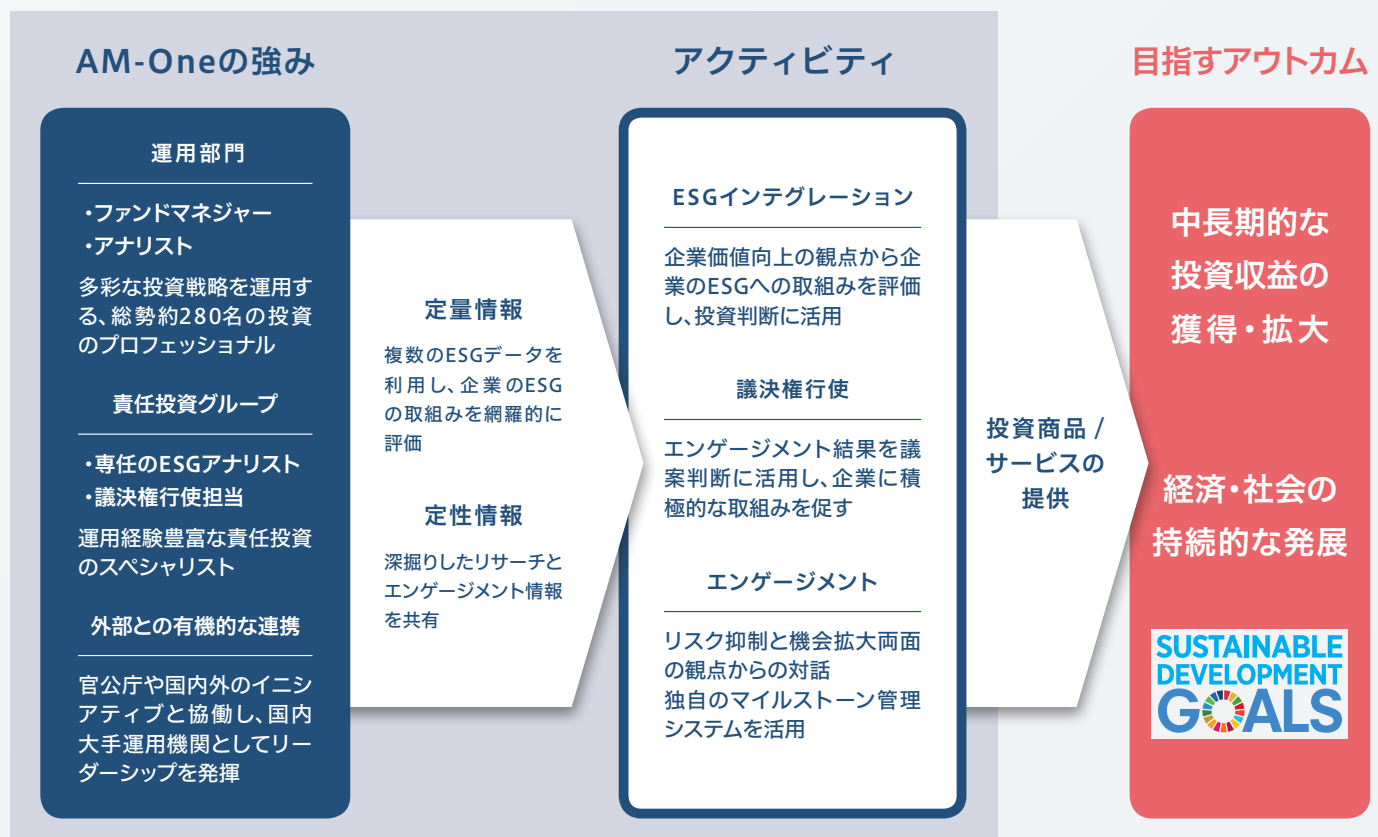 AM-Oneの強み
運用部門
・ファンドマネジャー
・アナリスト
多彩な投資戦略を運用す
る、総勢約280名の投資
のプロフェッショナル
責任投資グループ
・専任のESGアナリスト
・議決権行使担当
運用経験豊富な責任投資
のスペシャリスト
外部との有機的な連携
官公庁や国内外のイニシ
アティブと協働し、国内
大手運用機関としてリー
ダーシップを発揮
定量情報
複数のESGデータを
利用し、企業のESG
の取組みを網羅的に
評価
定性情報
深掘りしたリサーチと
エンゲージメント情報
を共有
アクティビティ
ESGインテグレーション
企業価値向上の観点から企
業のESGへの取組みを評価
し、投資判断に活用
議決権行使
エンゲージメント結果を議
案判断に活用し、企業に積
極的な取組みを促す
エンゲージメント
リスク抑制と機会拡大両面
の観点からの対話
独自のマイルストーン管理
システムを活用
投資商品 /
サービスの
提供
目指すアウトカム
中長期的な
投資収益の
獲得・拡大
経済・社会の
持続的な発展
SUSTAINABLE
DEVELOPMENT
GOALS